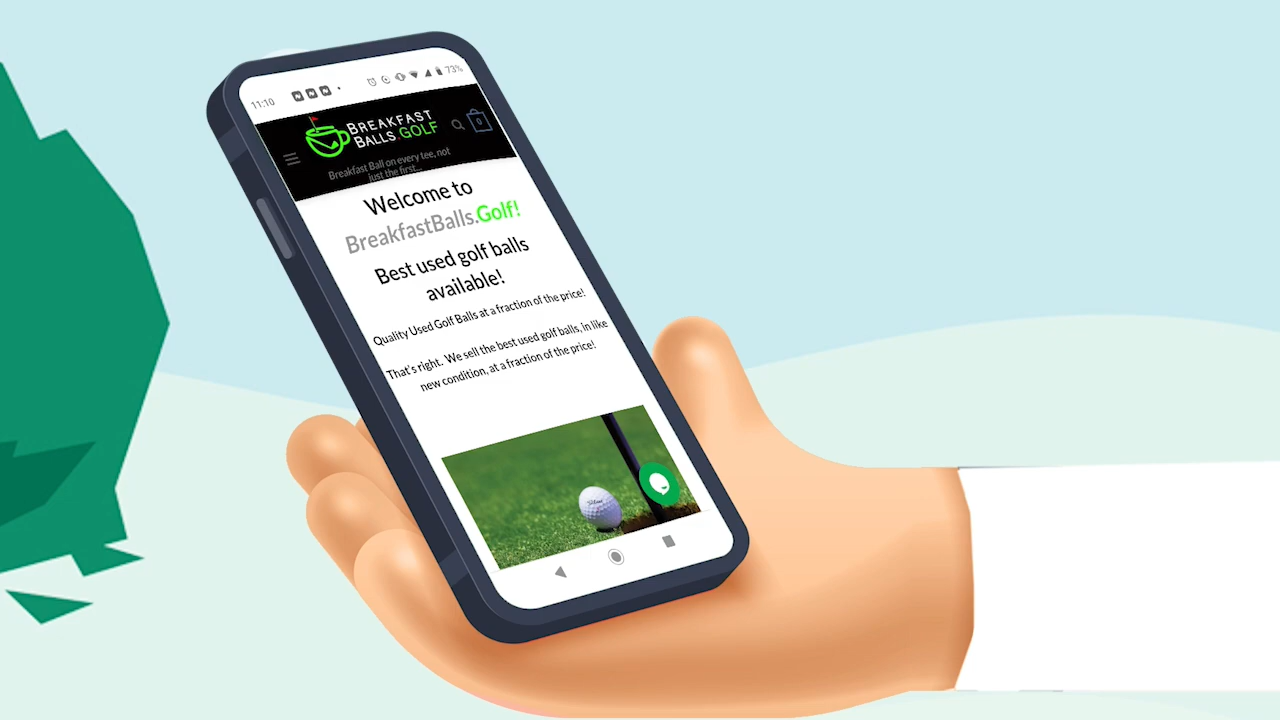 11:10
73%
BREAKFAST
BALLS.GOLF
0
Breakfast Ball on every tee, not
just the first...
Welcome to
BreakfastBalls.Golf!
Best used golf balls
available!
Quality Used Golf Balls at a fraction of the price!
That's right. We sell the best used golf balls, in like
new condition, at a fraction of the price!
Titleist